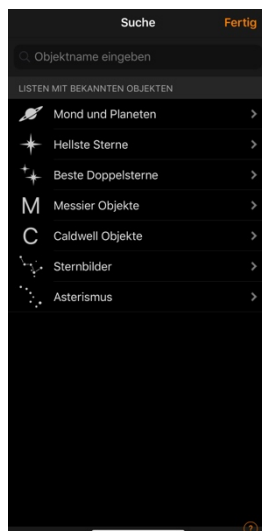 Suche
Fertig
Objektname eingeben
LISTEN MIT BEKANNTEN OBJEKTEN
Mond und Planeten
Hellste Sterne
Beste Doppelsterne
M
Messier Objekte
C
Caldwell Objekte
Sternbilder
Asterismus
?